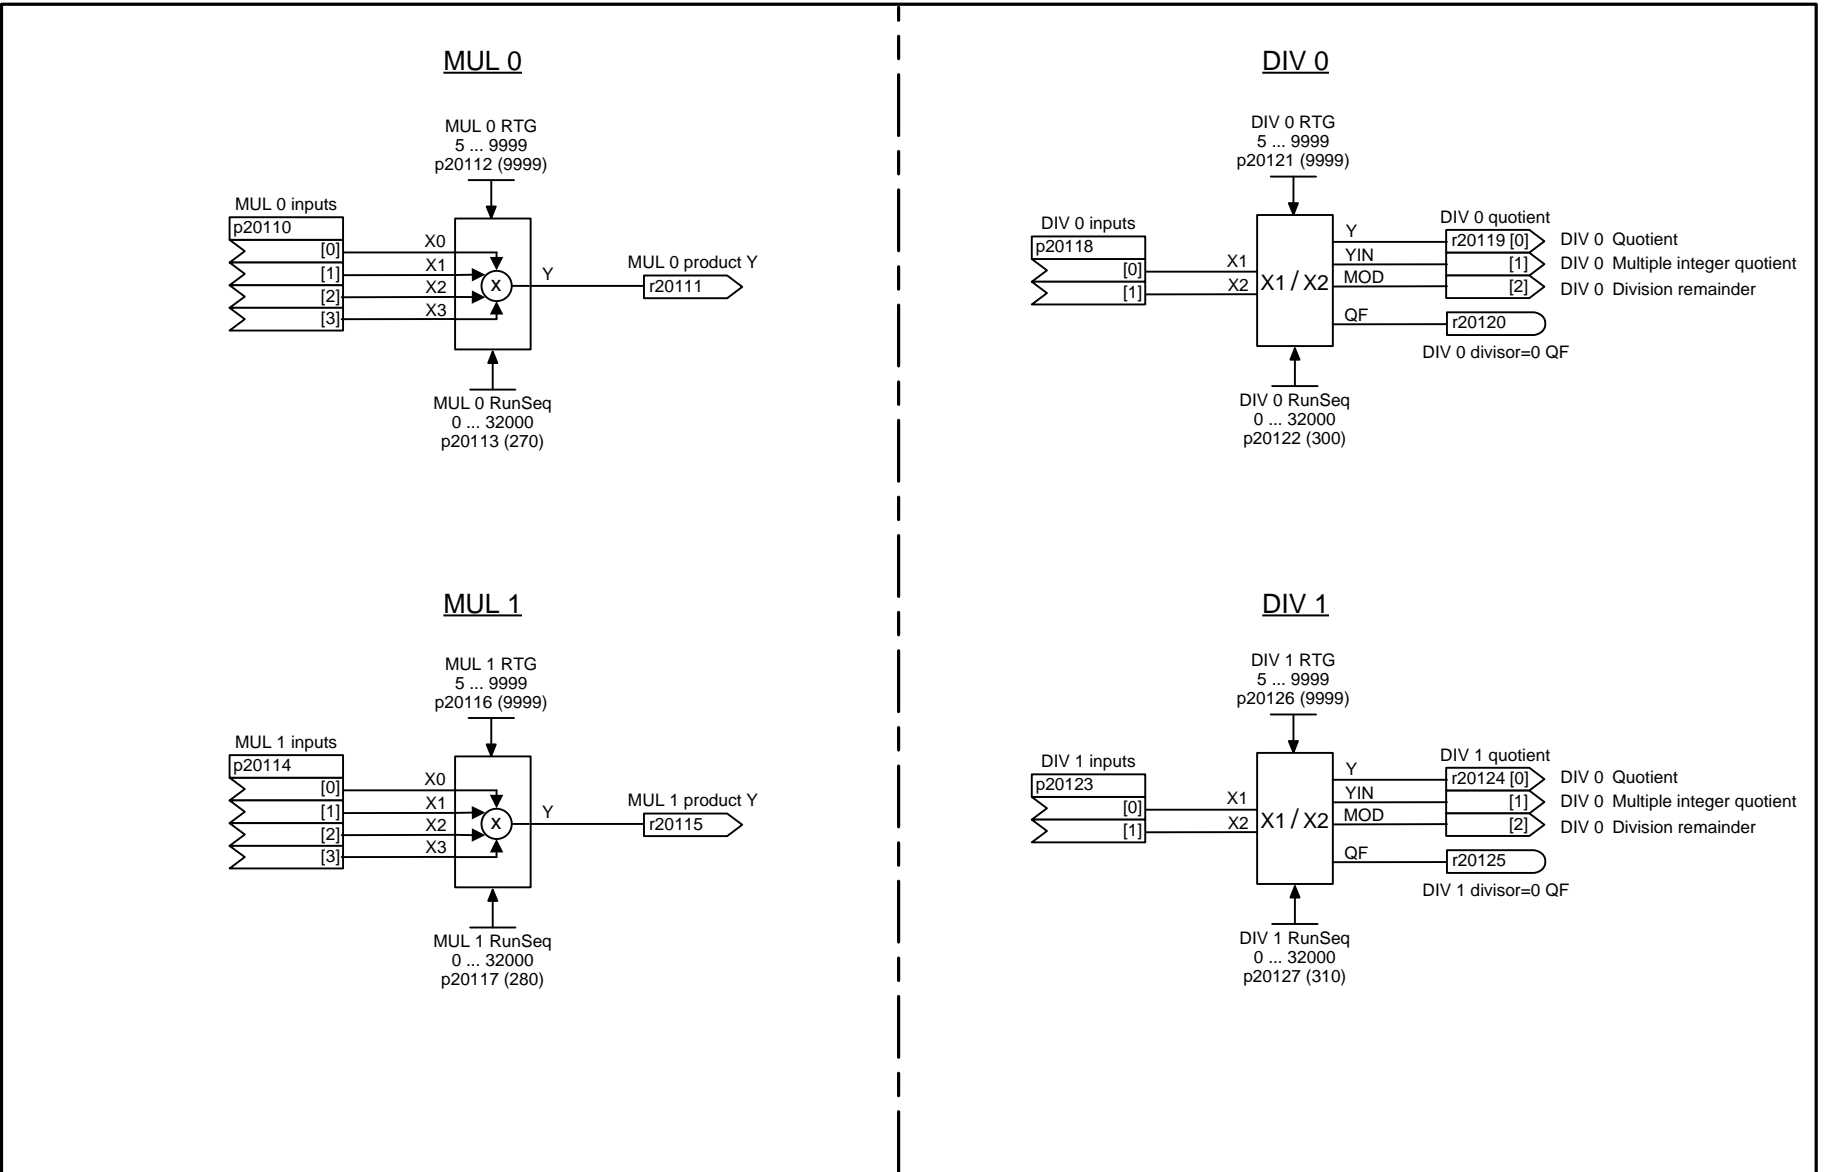 MUL 0
MUL 0 RTG
5 ... 9999
p20112 (9999)
MUL 0 inputs
p20110
[0]
[1]
[2]
[3]
X0
X1
X2
X3
X
Y
MUL 0 product Y
r20111
MUL 0 RunSeq
0 ... 32000
p20113 (270)
DIV 0
DIV 0 RTG
5 ... 9999
p20121 (9999)
DIV 0 inputs
p20118
[0]
[1]
X1
X2
X1 / X2
Y
YIN
MOD
QF
DIV 0 quotient
r20119 [0] DIV 0 Quotient
[1] DIV 0 Multiple integer quotient
[2] DIV 0 Division remainder
r20120
DIV 0 divisor=0 QF
DIV 0 RunSeq
0 ... 32000
p20122 (300)
MUL 1
MUL 1 RTG
5 ... 9999
p20116 (9999)
MUL 1 inputs
p20114
[0]
[1]
[2]
[3]
X0
X1
X2
X3
X
Y
MUL 1 product Y
r20115
MUL 1 RunSeq
0 ... 32000
p20117 (280)
DIV 1
DIV 1 RTG
5 ... 9999
p20126 (9999)
DIV 1 inputs
p20123
[0]
[1]
X1
X2
X1 / X2
Y
YIN
MOD
QF
DIV 1 quotient
r20124 [0] DIV 0 Quotient
[1] DIV 0 Multiple integer quotient
[2] DIV 0 Division remainder
r20125
DIV 1 divisor=0 QF
DIV 1 RunSeq
0 ... 32000
p20127 (310)